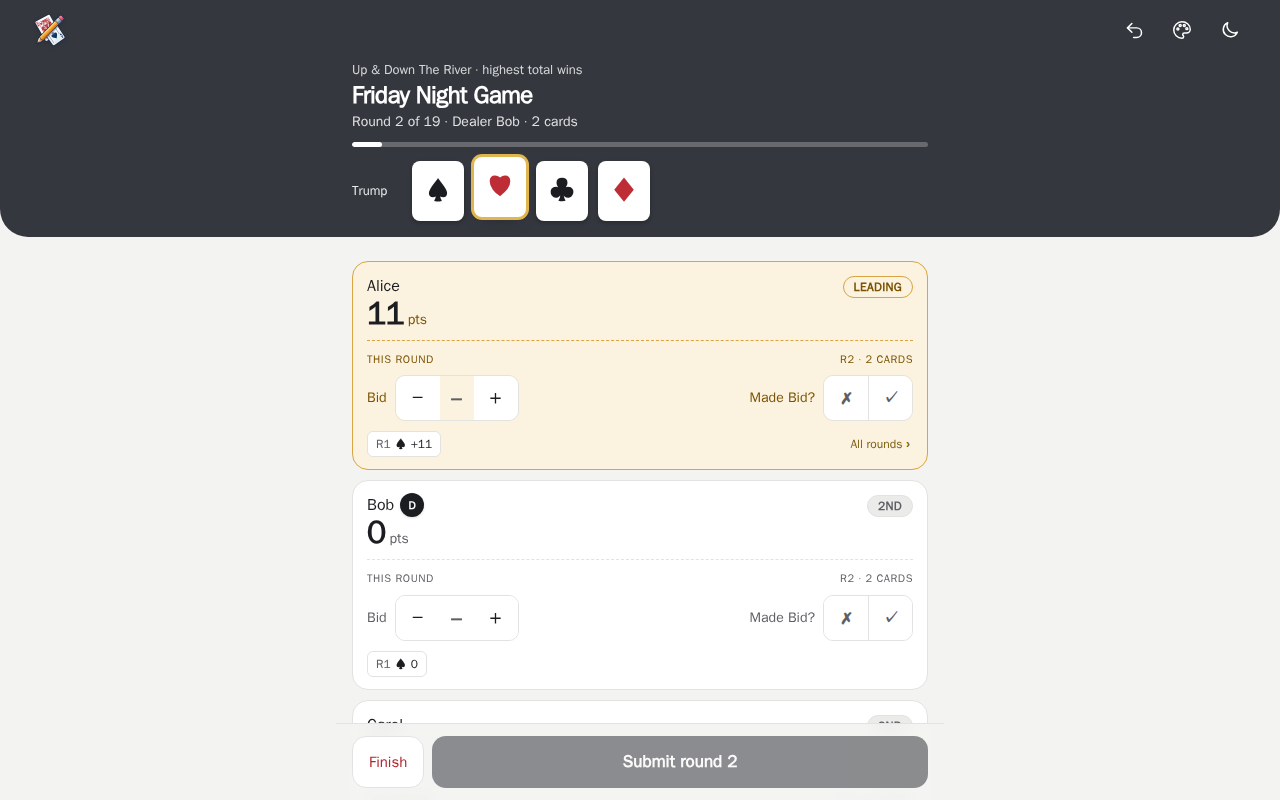 Up & Down The River · highest total wins
Friday Night Game
Round 2 of 19 · Dealer Bob · 2 cards
Trump
Alice
LEADING
11 pts
THIS ROUND
R2 · 2 CARDS
Bid − – +
Made Bid? ✗ ✓
R1 ♠ +11
All rounds ›
Bob D
2ND
0 pts
THIS ROUND
R2 · 2 CARDS
Bid − – +
Made Bid? ✗ ✓
R1 ♠ 0
Finish
Submit round 2